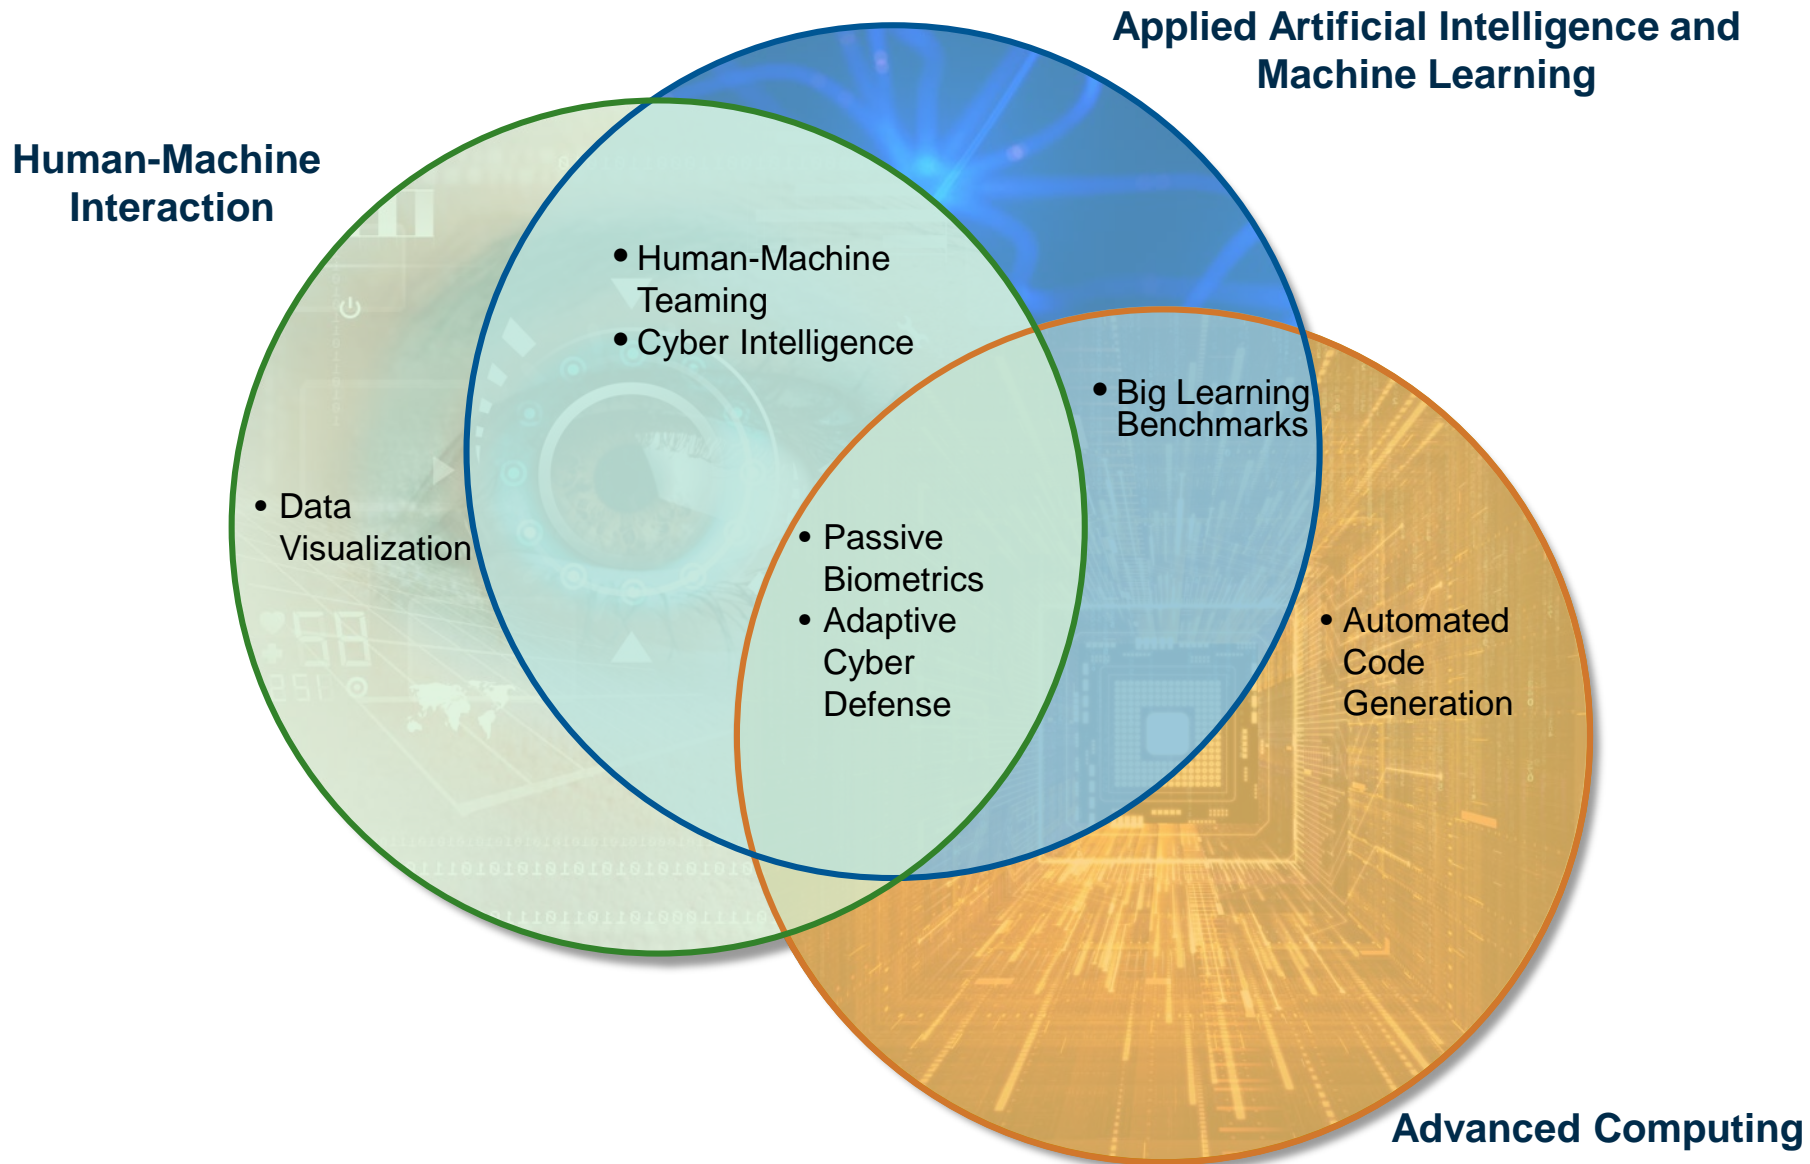 Applied Artificial Intelligence and
Machine Learning
Human-Machine
Interaction
• Human-Machine
Teaming
• Cyber Intelligence
• Big Learning
Benchmarks
• Data
Visualization
• Passive
Biometrics
• Adaptive
Cyber
Defense
• Automated
Code
Generation
58
Advanced Computing